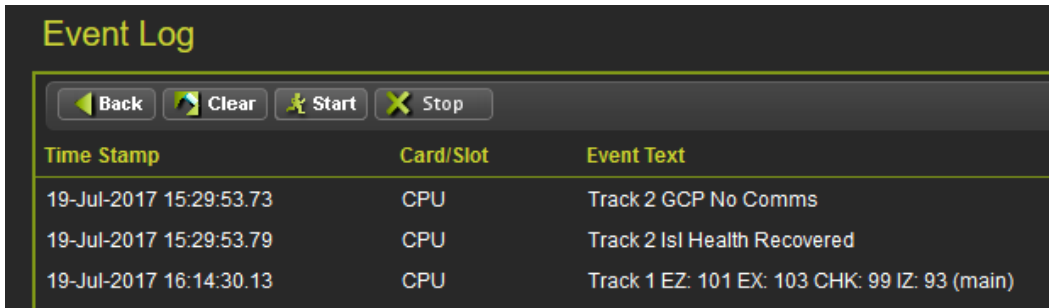 Event Log
Back Clear Start Stop
Time Stamp Card/Slot Event Text
19-Jul-2017 15:29:53.73 CPU Track 2 GCP No Comms
19-Jul-2017 15:29:53.79 CPU Track 2 Isl Health Recovered
19-Jul-2017 16:14:30.13 CPU Track 1 EZ: 101 EX: 103 CHK: 99 IZ: 93 (main)